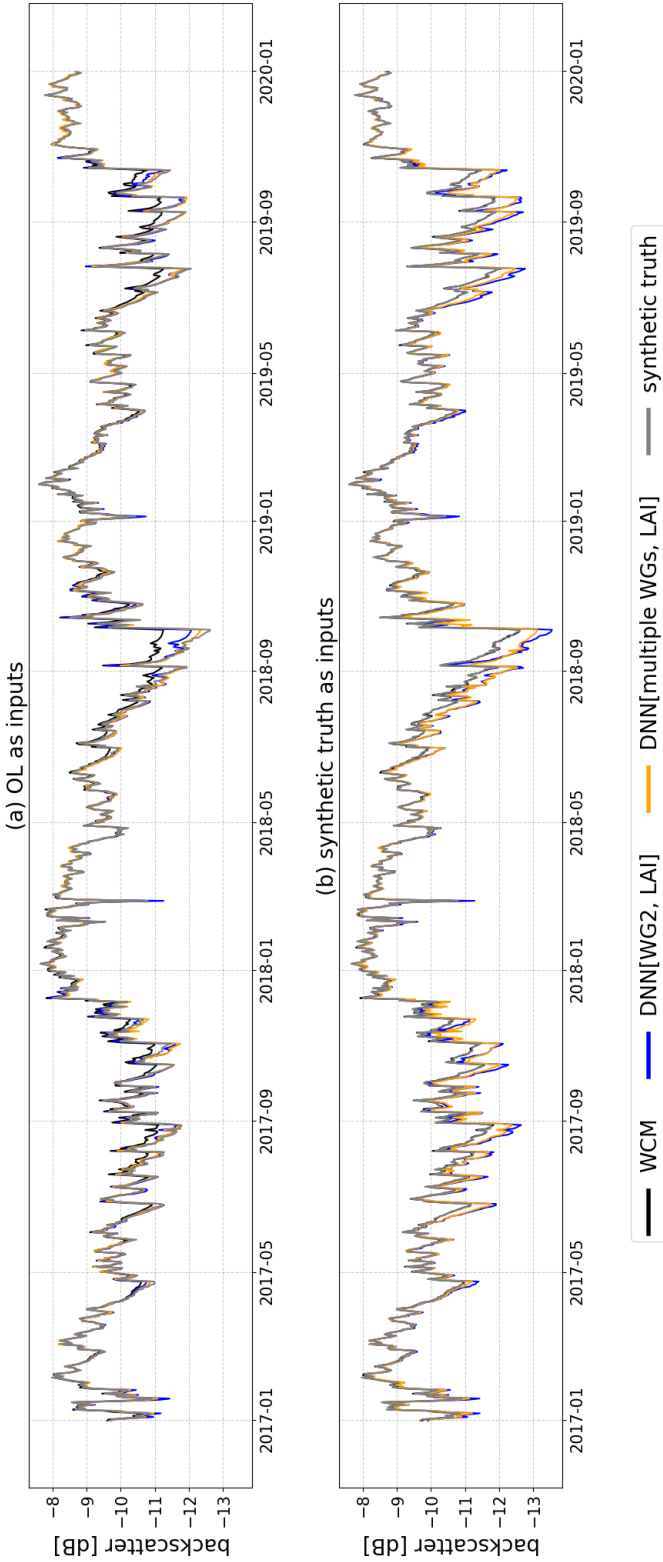 (a) OL as inputs
backscatter [dB]
−8
−9
−10
−11
−12
−13
2017-01 2017-05 2017-09 2018-01 2018-05 2018-09 2019-01 2019-05 2019-09 2020-01
(b) synthetic truth as inputs
backscatter [dB]
−8
−9
−10
−11
−12
−13
2017-01 2017-05 2017-09 2018-01 2018-05 2018-09 2019-01 2019-05 2019-09 2020-01
WCM DNN[WG2, LAI] DNN[multiple WGs, LAI] synthetic truth